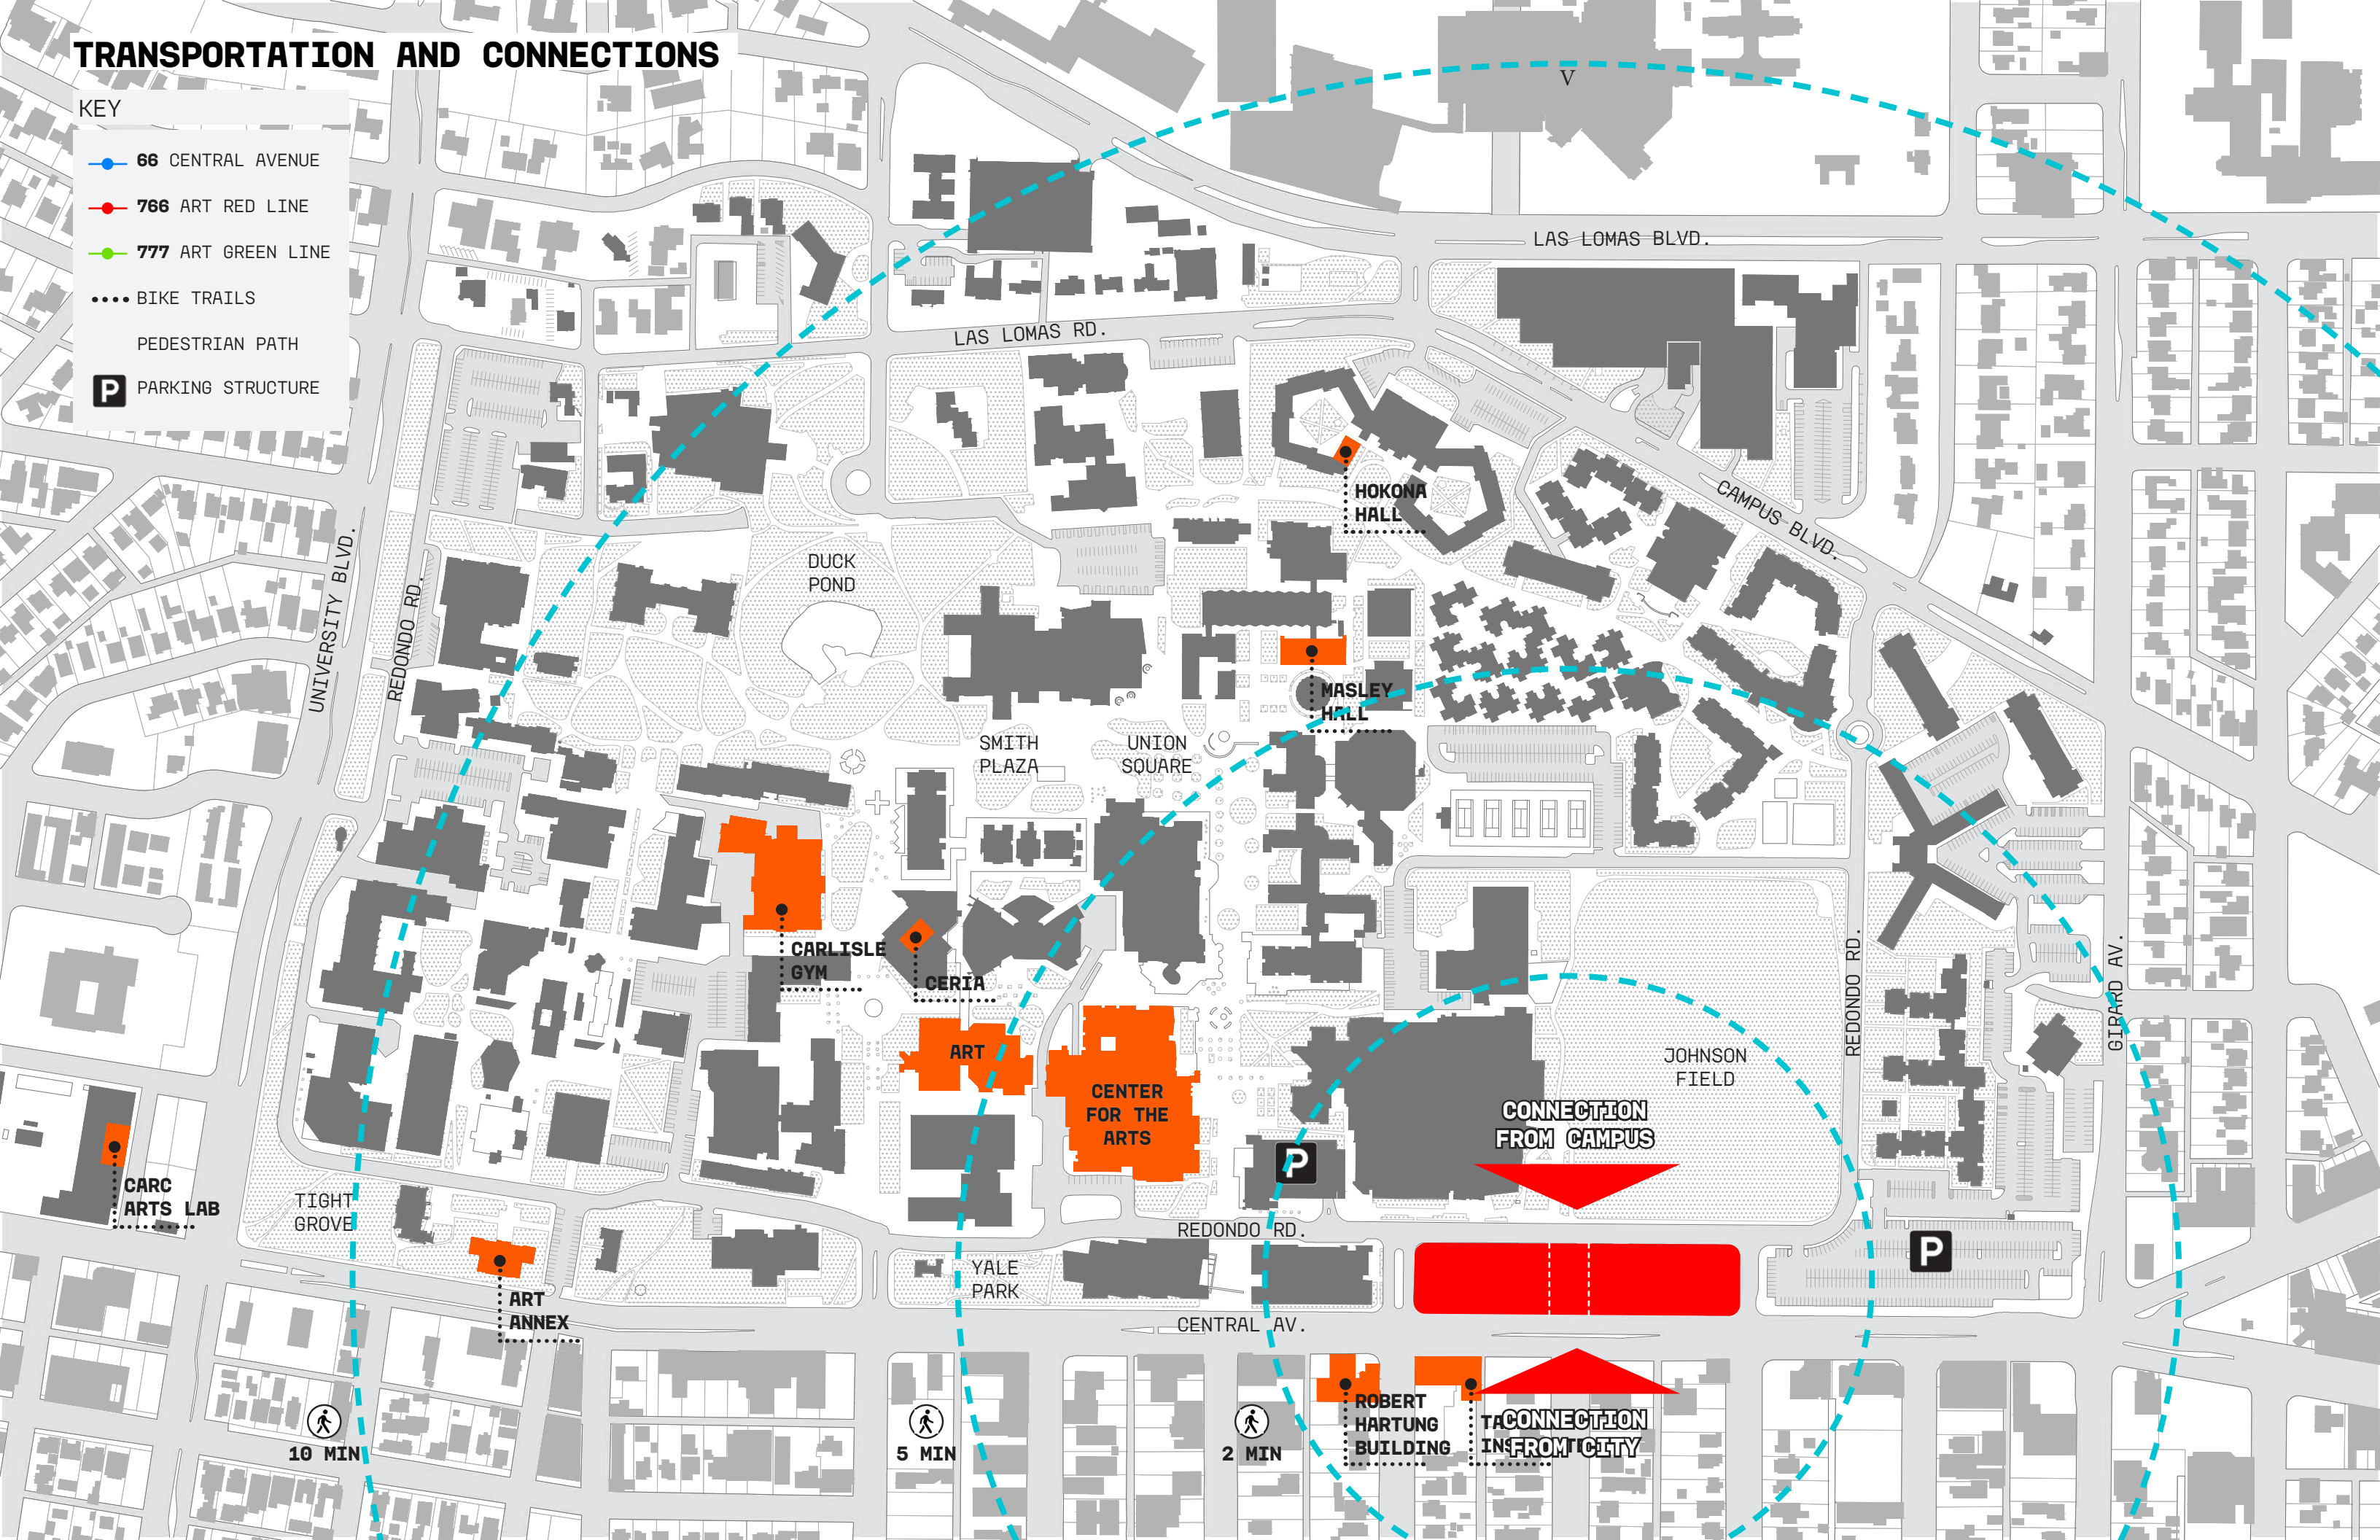 TRANSPORTATION AND CONNECTIONS
KEY
66 CENTRAL AVENUE
766 ART RED LINE
777 ART GREEN LINE
BIKE TRAILS
PEDESTRIAN PATH
P PARKING STRUCTURE
V
LAS LOMAS BLVD.
LAS LOMAS RD.
CAMPUS BLVD.
HOKONA
HALL
UNIVERSITY BLVD.
REDONDO RD.
DUCK
POND
MASLEY
HALL
SMITH
PLAZA
UNION
SQUARE
CARLISLE
GYM
CERIA
REDONDO RD.
GIRARD AV.
ART
CENTER
FOR THE
ARTS
JOHNSON
FIELD
CONNECTION
FROM CAMPUS
P
CARC
ARTS LAB
TIGHT
GROVE
REDONDO RD.
P
YALE
PARK
ART
ANNEX
CENTRAL AV.
ROBERT
HARTUNG
BUILDING
CONNECTION
FROM CITY
10 MIN
5 MIN
2 MIN